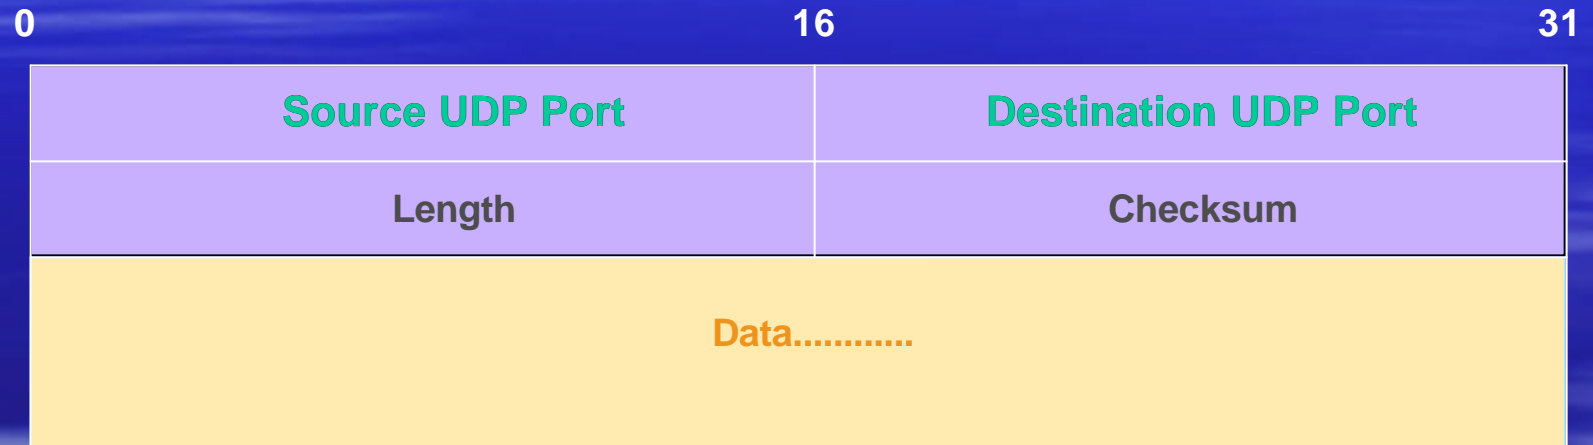 0 16 31
Source UDP Port Destination UDP Port
Length Checksum
Data............